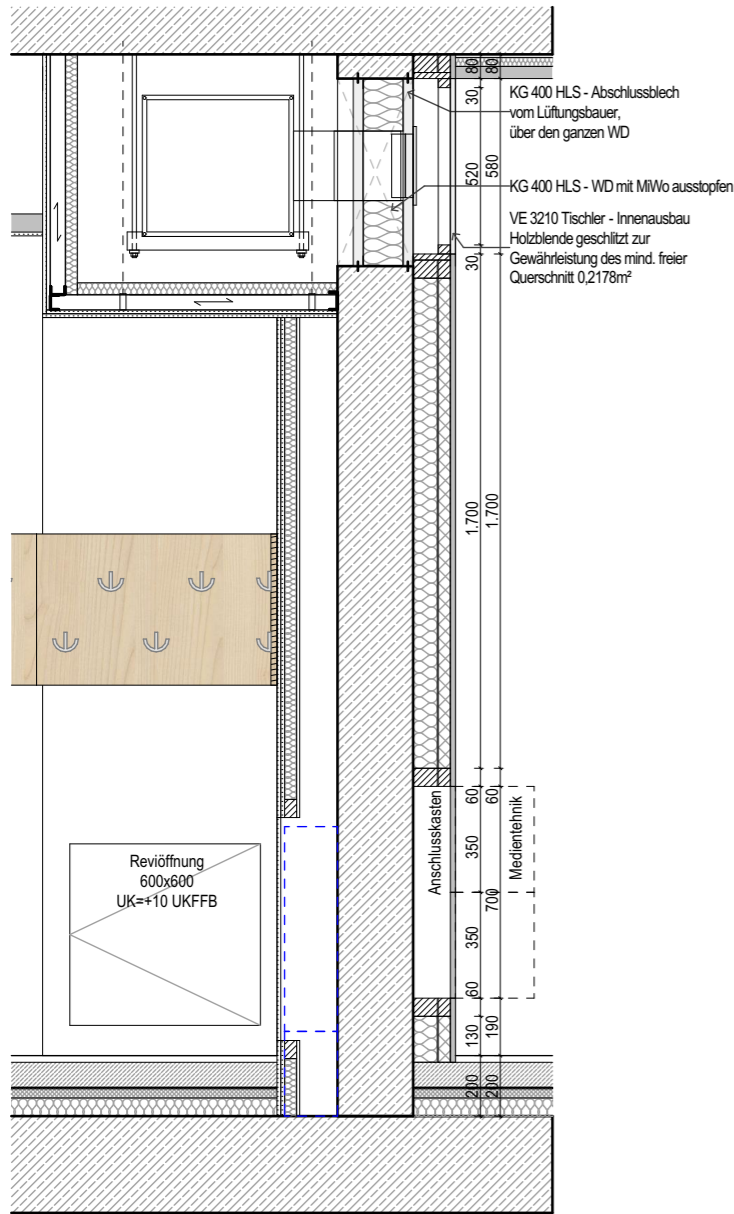 80
80
30
KG 400 HLS - Abschlussblech
vom Lüftungsbauer,
über den ganzen WD
520
580
KG 400 HLS - WD mit MiWo ausstopfen
VE 3210 Tischler - Innenausbau
Holzblende geschlitzt zur
Gewährleistung des mind. freier
Querschnitt 0,2178m²
30
1.700
1.700
60
60
Anschlusskasten
Medientehnik
350
700
350
60
Reviöffnung
600x600
UK=+10 UKFFB
130
190
200
200